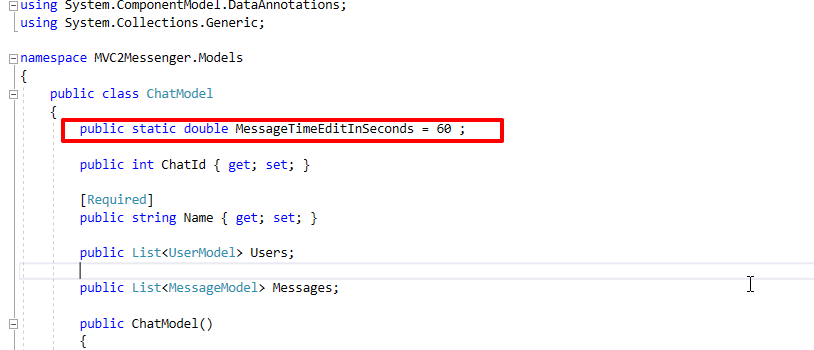 using System.ComponentModel.DataAnnotations;
using System.Collections.Generic;
namespace MVC2Messenger.Models
{
public class ChatModel
{
public static double MessageTimeEditInSeconds = 60 ;
public int ChatId { get; set; }
[Required]
public string Name { get; set; }
public List<UserModel> Users;
public List<MessageModel> Messages;
public ChatModel()
{